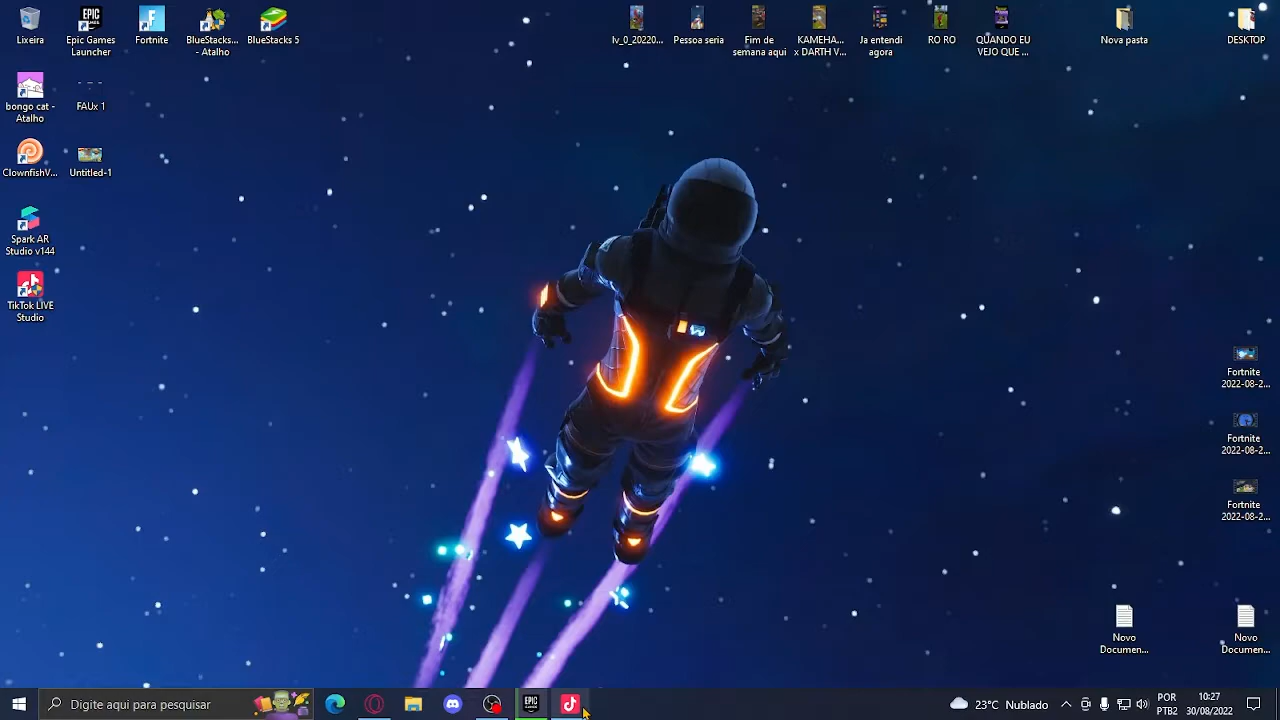 Lixeira
Epic Games
Launcher
Fortnite
BlueStacks...
- Atalho
BlueStacks 5
lv_0_20220...
Pessoa seria
Fim de
semana aqui
KAMEHA...
x DARTH V...
Ja entendi
agora
RO RO
QUANDO EU
VEJO QUE ...
Nova pasta
DESKTOP
bongo cat -
Atalho
FAUx 1
ClownfishV...
Untitled-1
Spark AR
Studio v144
TikTok LIVE
Studio
Fortnite
2022-08-2...
Fortnite
2022-08-2...
Fortnite
2022-08-2...
Novo
Documen...
Novo
Documen...
Digite aqui para pesquisar
23°C Nublado
POR
PTB2
10:27
30/08/2022